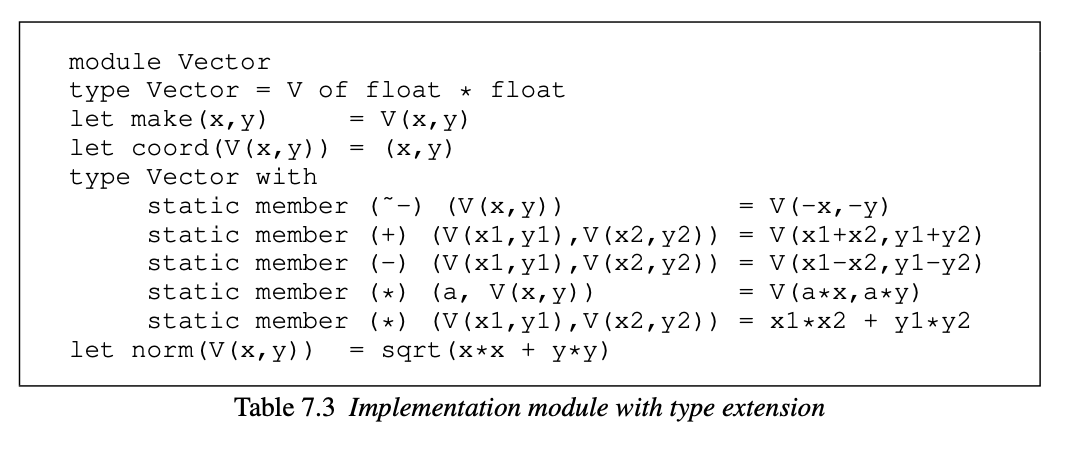 module Vector
type Vector = V of float * float
let make(x,y)     = V(x,y)
let coord(V(x,y)) = (x,y)
type Vector with
     static member (~-) (V(x,y))           = V(-x,-y)
     static member (+) (V(x1,y1),V(x2,y2)) = V(x1+x2,y1+y2)
     static member (-) (V(x1,y1),V(x2,y2)) = V(x1-x2,y1-y2)
     static member (*) (a, V(x,y))         = V(a*x,a*y)
     static member (*) (V(x1,y1),V(x2,y2)) = x1*x2 + y1*y2
let norm(V(x,y))  = sqrt(x*x + y*y)
Table 7.3 Implementation module with type extension